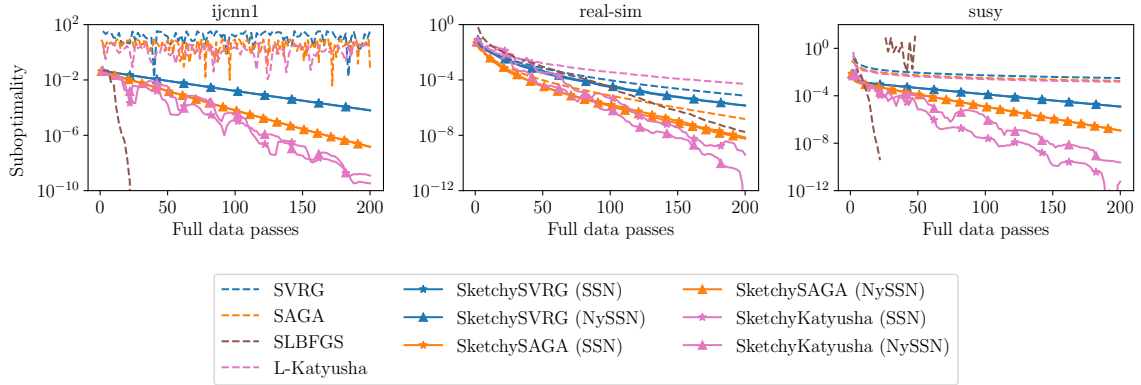 ijcnn1
real-sim
susy
Suboptimality
10^2
10^-2
10^-6
10^-10
0 50 100 150 200
Full data passes
10^0
10^-4
10^-8
10^-12
0 50 100 150 200
Full data passes
10^0
10^-4
10^-8
10^-12
0 50 100 150 200
Full data passes
SVRG
SAGA
SLBFGS
L-Katyusha
SketchySVRG (SSN)
SketchySVRG (NySSN)
SketchySAGA (SSN)
SketchySAGA (NySSN)
SketchyKatyusha (SSN)
SketchyKatyusha (NySSN)